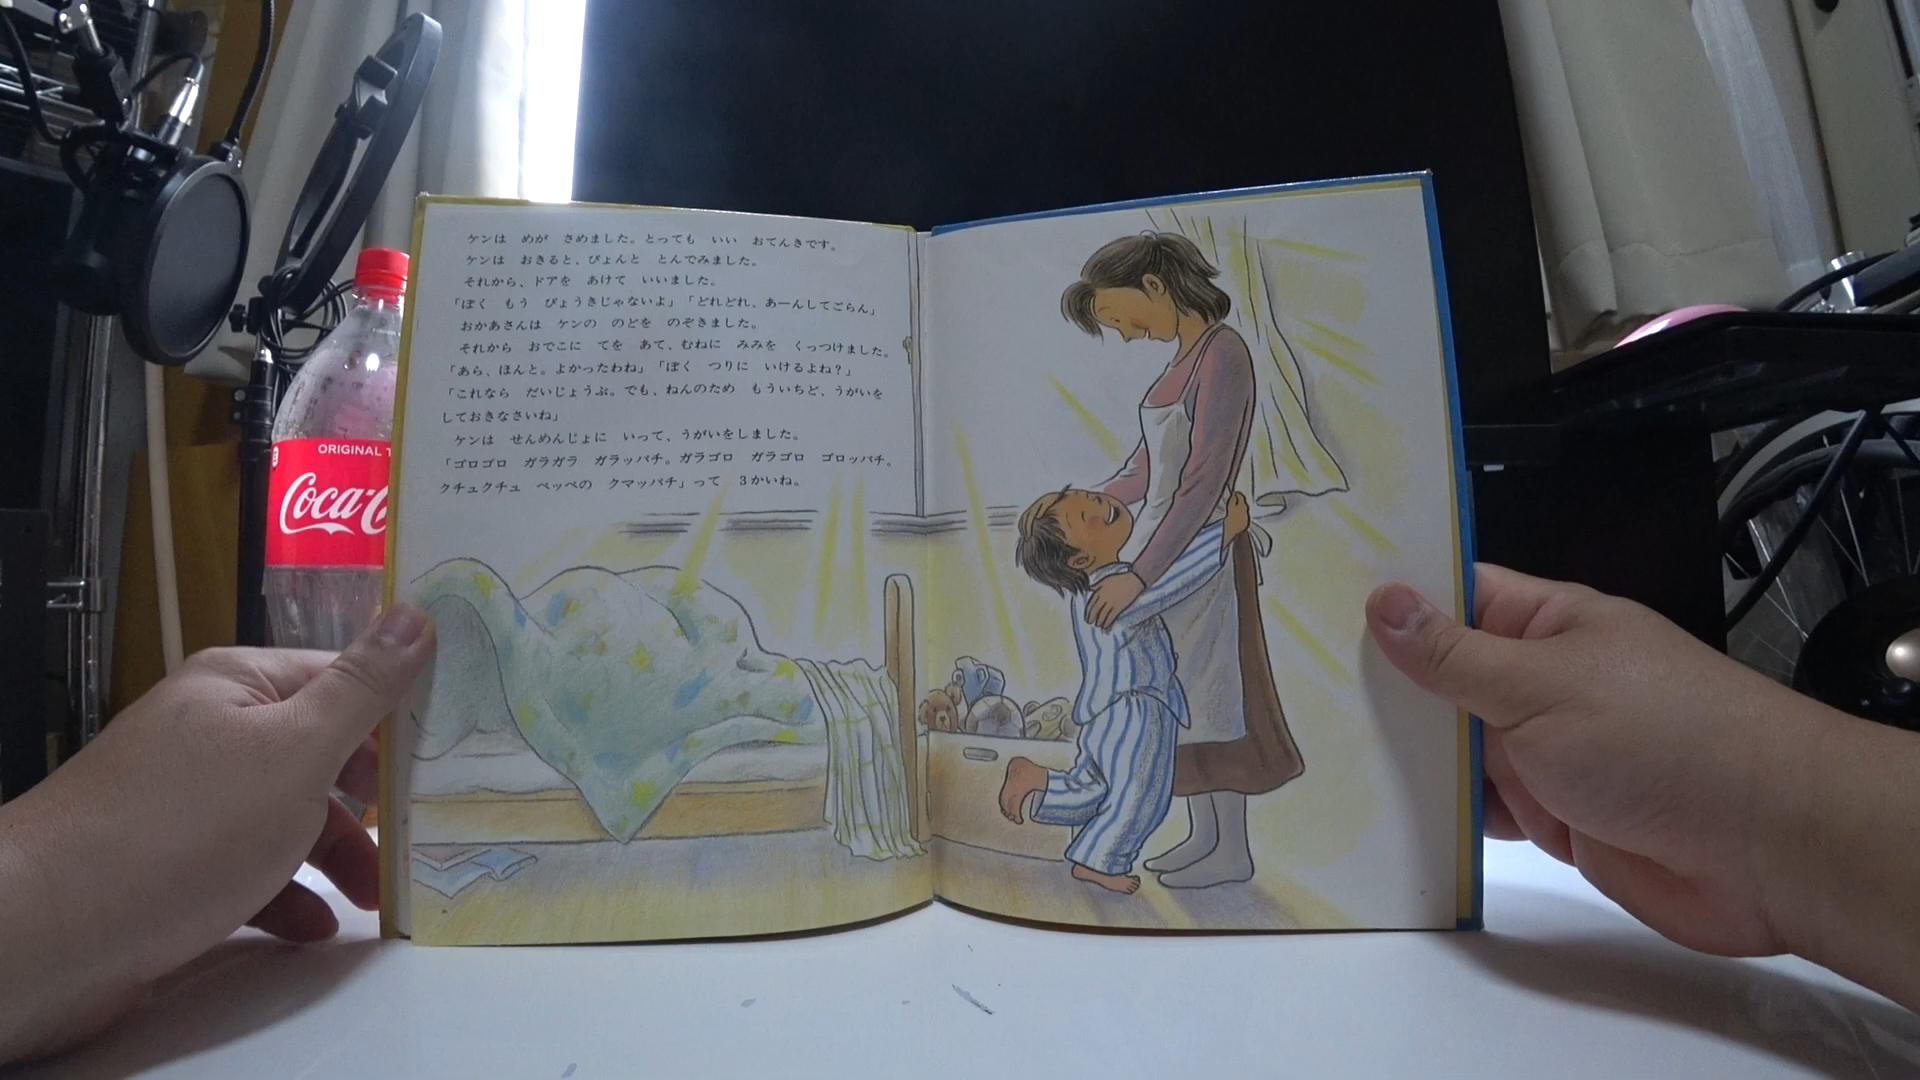 ケンは　めが　さめました。とっても　いい　おてんきです。
ケンは　おきると、ぴょんと　とんでみました。
それから、ドアを　あけて　いいました。
「ぼく　もう　びょうきじゃないよ」「どれどれ、あーんしてごらん」
おかあさんは　ケンの　のどを　のぞきました。
それから　おでこに　てを　あて、むねに　みみを　くっつけました。
「あら、ほんと。よかったわね」「ぼく　つりに　いけるよね？」
「これなら　だいじょうぶ。でも、ねんのため　もういちど、うがいを
しておきなさいね」
ケンは　せんめんじょに　いって、うがいをしました。
「ゴロゴロ　ガラガラ　ガラッパチ。ガラゴロ　ガラゴロ　ゴロッパチ。
クチュクチュ　ペッペの　クマッパチ」って　３かいね。
ORIGINAL T
Coca-C